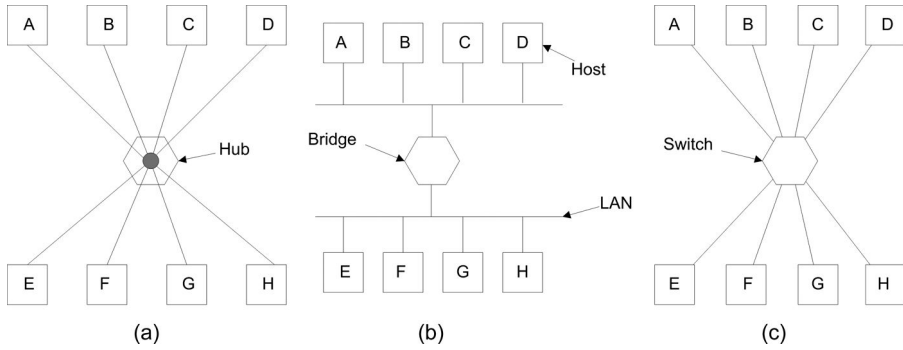 A B C D
Hub
E F G H
(a)
A B C D
Host
Bridge
LAN
E F G H
(b)
A B C D
Switch
E F G H
(c)